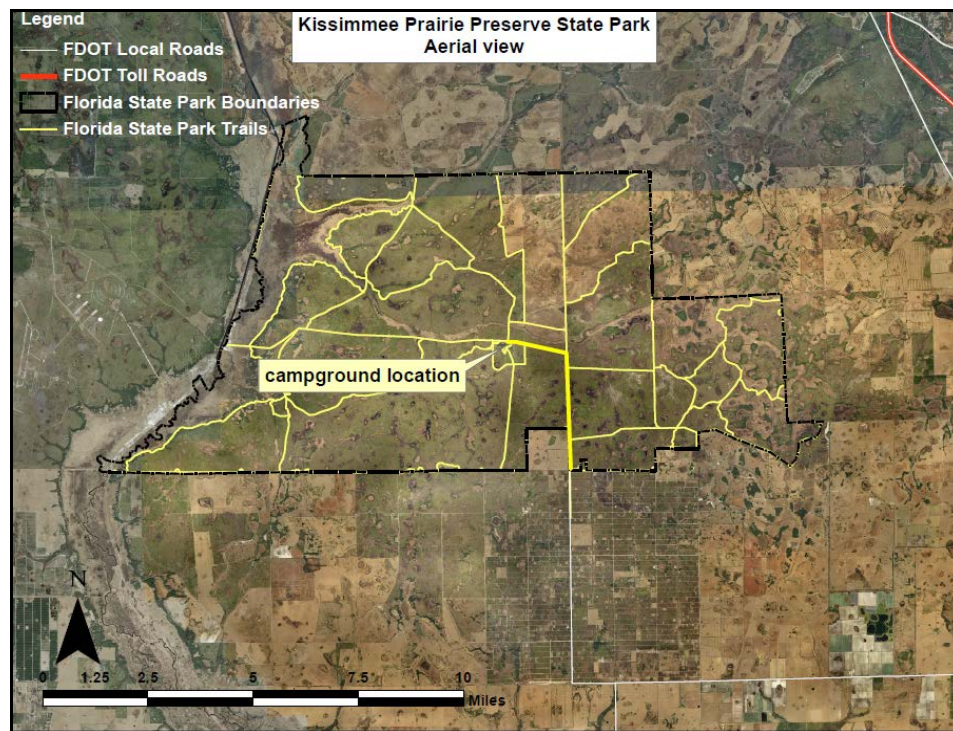 Kissimmee Prairie Preserve State Park
Aerial view
Legend
FDOT Local Roads
FDOT Toll Roads
Florida State Park Boundaries
Florida State Park Trails
campground location
N
0 1.25 2.5 5 7.5 10
Miles